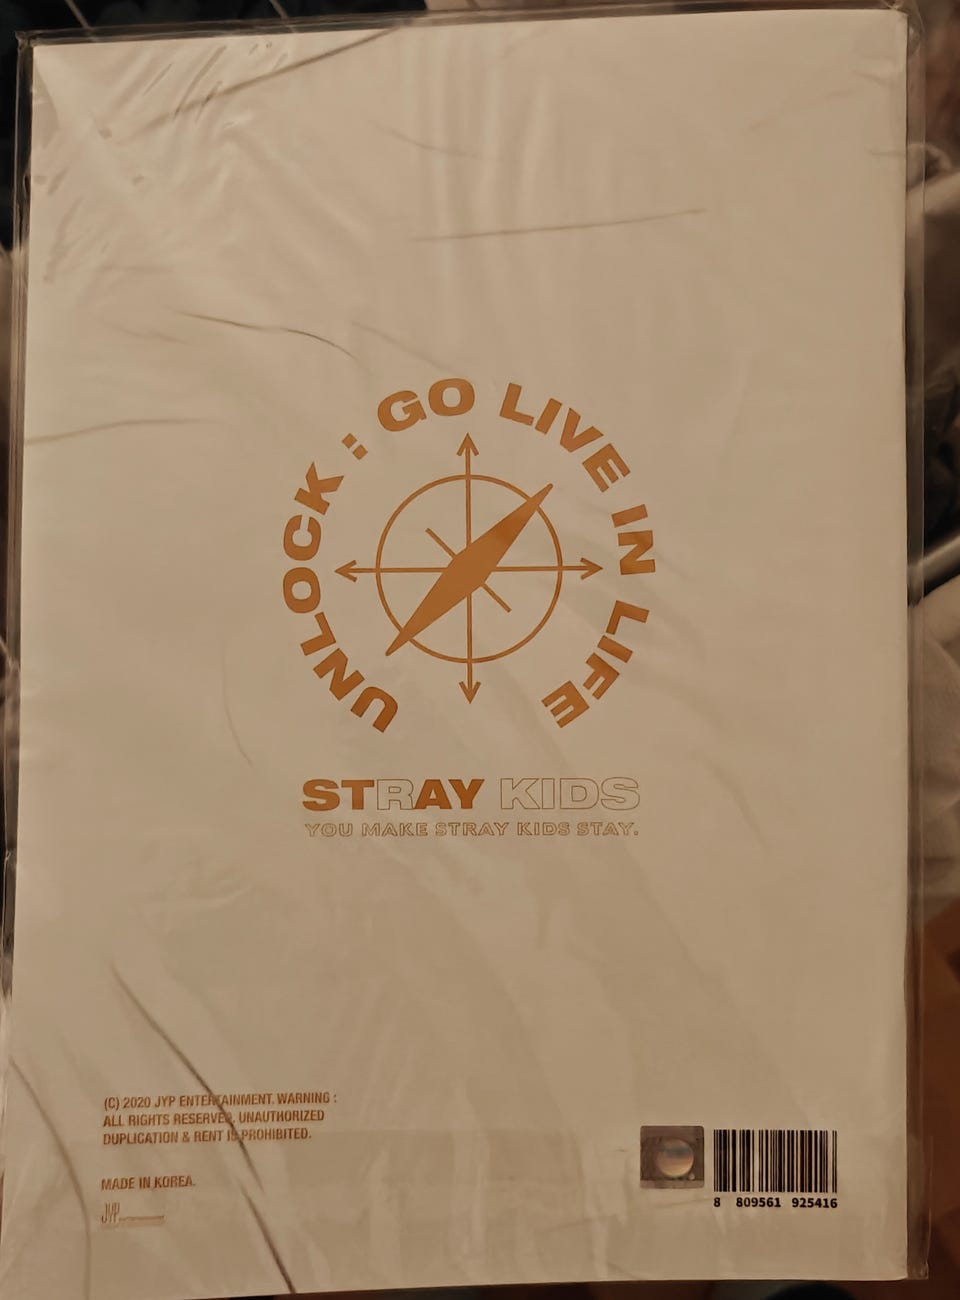 UNLOCK : GO LIVE IN LIFE
STRAY KIDS
YOU MAKE STRAY KIDS STAY.
(C) 2020 JYP ENTERTAINMENT. WARNING :
ALL RIGHTS RESERVED. UNAUTHORIZED
DUPLICATION & RENT IS PROHIBITED.
MADE IN KOREA.
JYP
8 809561 925416